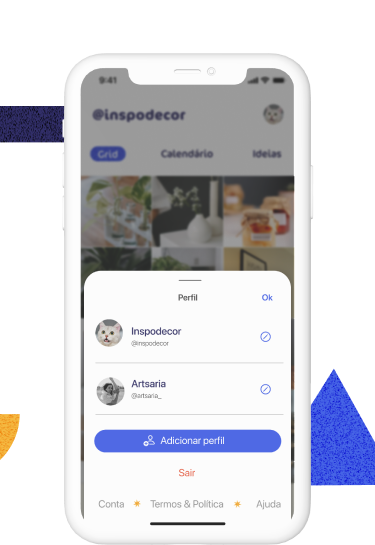 9:41
@inspodecor
Grid Calendário Ideias
Perfil Ok
Inspodecor
@inspodecor
Artsaria
@artsaria_
Adicionar perfil
Sair
Conta Termos & Política Ajuda